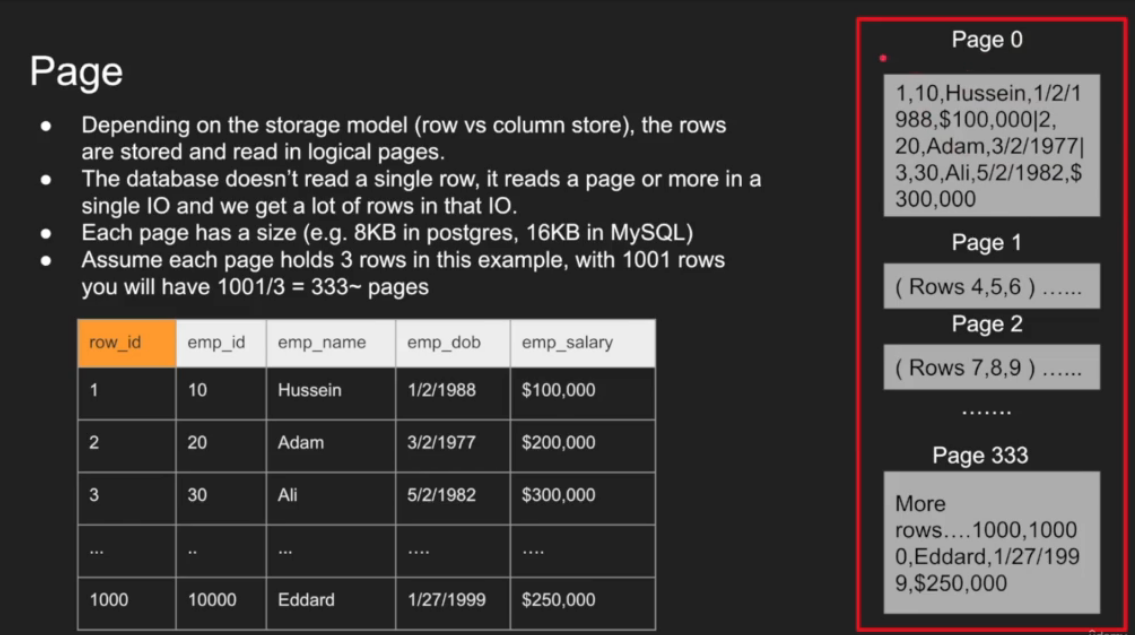 Page
● Depending on the storage model (row vs column store), the rows
are stored and read in logical pages.
● The database doesn't read a single row, it reads a page or more in a
single IO and we get a lot of rows in that IO.
● Each page has a size (e.g. 8KB in postgres, 16KB in MySQL)
● Assume each page holds 3 rows in this example, with 1001 rows
you will have 1001/3 = 333~ pages
row_id emp_id emp_name emp_dob emp_salary
1 10 Hussein 1/2/1988 $100,000
2 20 Adam 3/2/1977 $200,000
3 30 Ali 5/2/1982 $300,000
... .. ... .... ....
1000 10000 Eddard 1/27/1999 $250,000
Page 0
1,10,Hussein,1/2/1
988,$100,000|2,
20,Adam,3/2/1977|
3,30,Ali,5/2/1982,$
300,000
Page 1
( Rows 4,5,6 ) ......
Page 2
( Rows 7,8,9 ) ......
.......
Page 333
More
rows....1000,1000
0,Eddard,1/27/199
9,$250,000